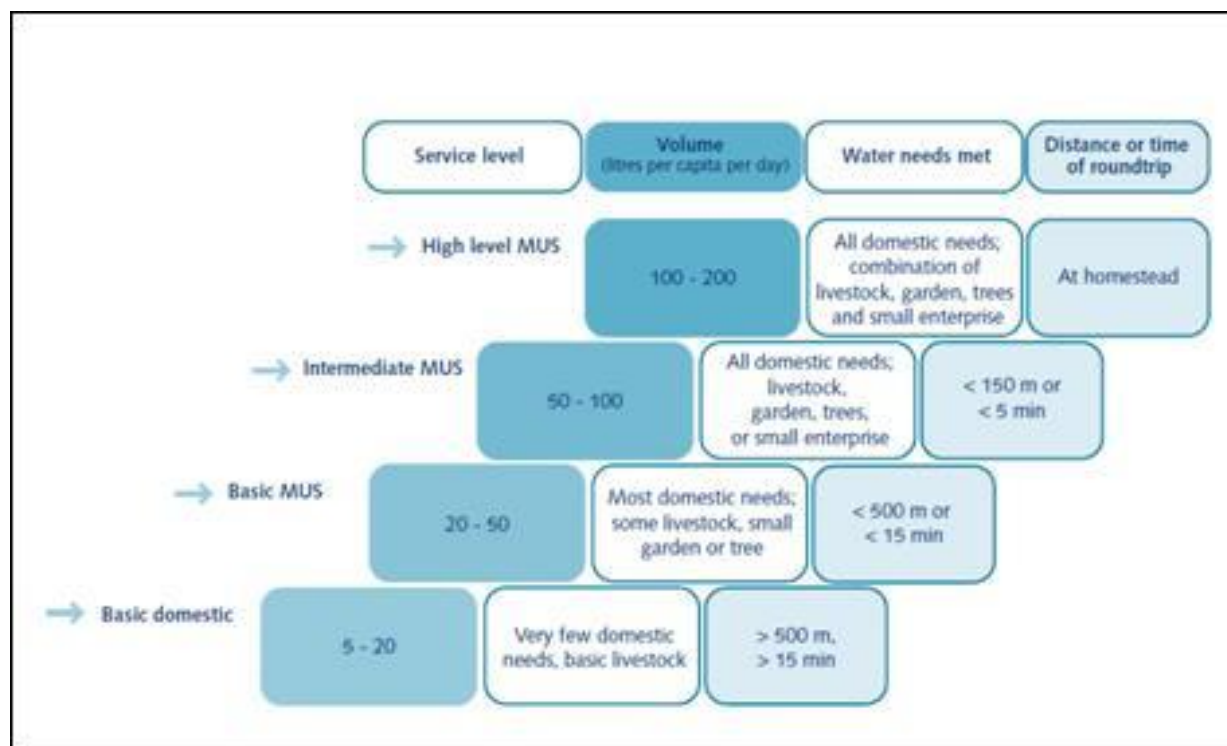 Service level
Volume
(litres per capita per day)
Water needs met
Distance or time
of roundtrip
High level MUS
100 - 200
All domestic needs;
combination of
livestock, garden, trees
and small enterprise
At homestead
Intermediate MUS
50 - 100
All domestic needs;
livestock,
garden, trees,
or small enterprise
< 150 m or
< 5 min
Basic MUS
20 - 50
Most domestic needs;
some livestock, small
garden or tree
< 500 m or
< 15 min
Basic domestic
5 - 20
Very few domestic
needs, basic livestock
> 500 m,
> 15 min